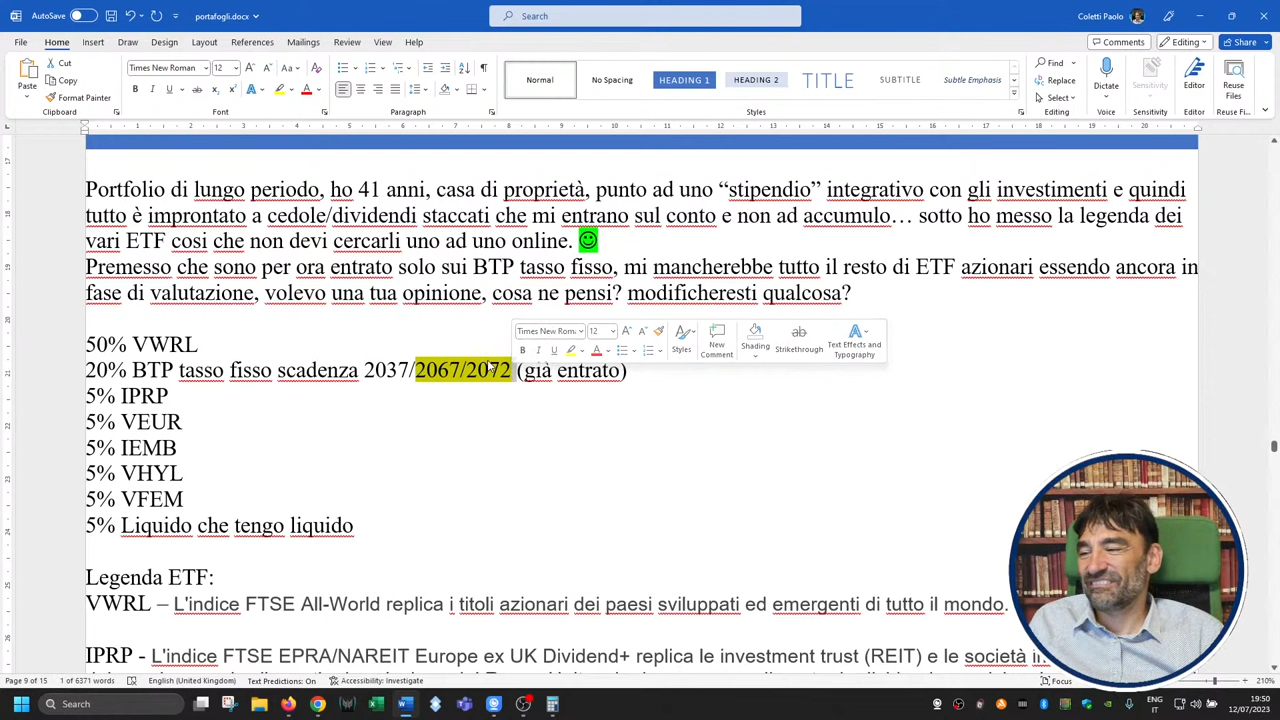 AutoSave Off
portafogli.docx
Search
Coletti Paolo
File Home Insert Draw Design Layout References Mailings Review View Help
Comments Editing Share
Paste
Cut
Copy
Format Painter
Clipboard
Times New Roman 12
Font
Paragraph
Normal
No Spacing
HEADING 1
HEADING 2
TITLE
SUBTITLE
Subtle Emphasis
Styles
Find
Replace
Select
Editing
Dictate
Voice
Sensitivity
Sensitivity
Editor
Editor
Reuse Files
Reuse Fi...
Portfolio di lungo periodo, ho 41 anni, casa di proprietà, punto ad uno “stipendio” integrativo con gli investimenti e quindi
tutto è improntato a cedole/dividendi staccati che mi entrano sul conto e non ad accumulo… sotto ho messo la legenda dei
vari ETF cosi che non devi cercarli uno ad uno online. ☺
Premesso che sono per ora entrato solo sui BTP tasso fisso, mi mancherebbe tutto il resto di ETF azionari essendo ancora in
fase di valutazione, volevo una tua opinione, cosa ne pensi? modificheresti qualcosa?
Times New Roma 12
Styles
New Comment
Shading
Strikethrough
Text Effects and Typography
50% VWRL
20% BTP tasso fisso scadenza 2037/2067/2072 (già entrato)
5% IPRP
5% VEUR
5% IEMB
5% VHYL
5% VFEM
5% Liquido che tengo liquido
Legenda ETF:
VWRL – L'indice FTSE All-World replica i titoli azionari dei paesi sviluppati ed emergenti di tutto il mondo.
IPRP - L'indice FTSE EPRA/NAREIT Europe ex UK Dividend+ replica le investment trust (REIT) e le società
Page 9 of 15 1 of 6371 words English (United Kingdom) Text Predictions: On Accessibility: Investigate
Focus
210%
Search
ENG
IT
19:50
12/07/2023